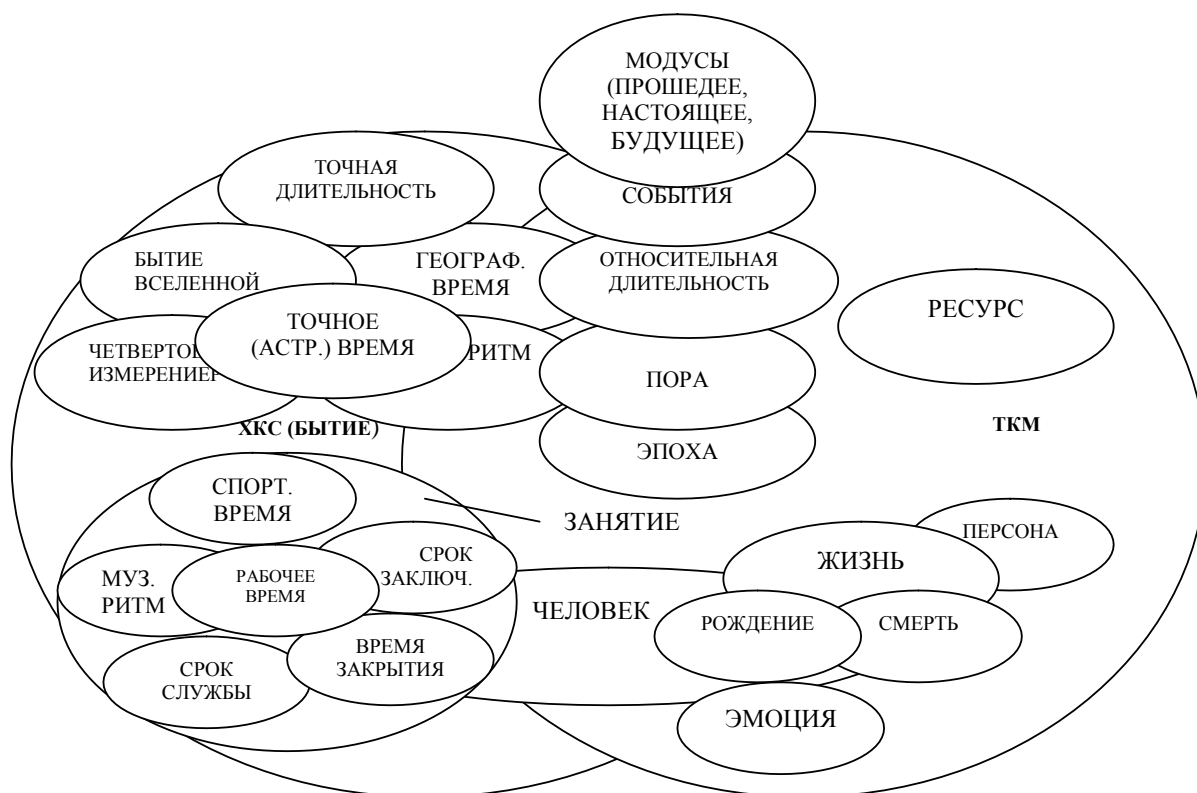 МОДУСЫ
(ПРОШЕДЕЕ,
НАСТОЯЩЕЕ,
БУДУЩЕЕ)
ТОЧНАЯ
ДЛИТЕЛЬНОСТЬ
СОБЫТИЯ
БЫТИЕ
ВСЕЛЕННОЙ
ГЕОГРАФ.
ВРЕМЯ
ОТНОСИТЕЛЬНАЯ
ДЛИТЕЛЬНОСТЬ
РЕСУРС
ТОЧНОЕ
(АСТР.) ВРЕМЯ
ЧЕТВЕРТО
ИЗМЕРЕНИЕР
РИТМ
ПОРА
ХКС (БЫТИЕ)
ТКМ
ЭПОХА
СПОРТ.
ВРЕМЯ
ЗАНЯТИЕ
ПЕРСОНА
ЖИЗНЬ
МУЗ.
РИТМ
РАБОЧЕЕ
ВРЕМЯ
СРОК
ЗАКЛЮЧ.
ЧЕЛОВЕК
РОЖДЕНИЕ
СМЕРТЬ
ВРЕМЯ
ЗАКРЫТИЯ
СРОК
СЛУЖБЫ
ЭМОЦИЯ